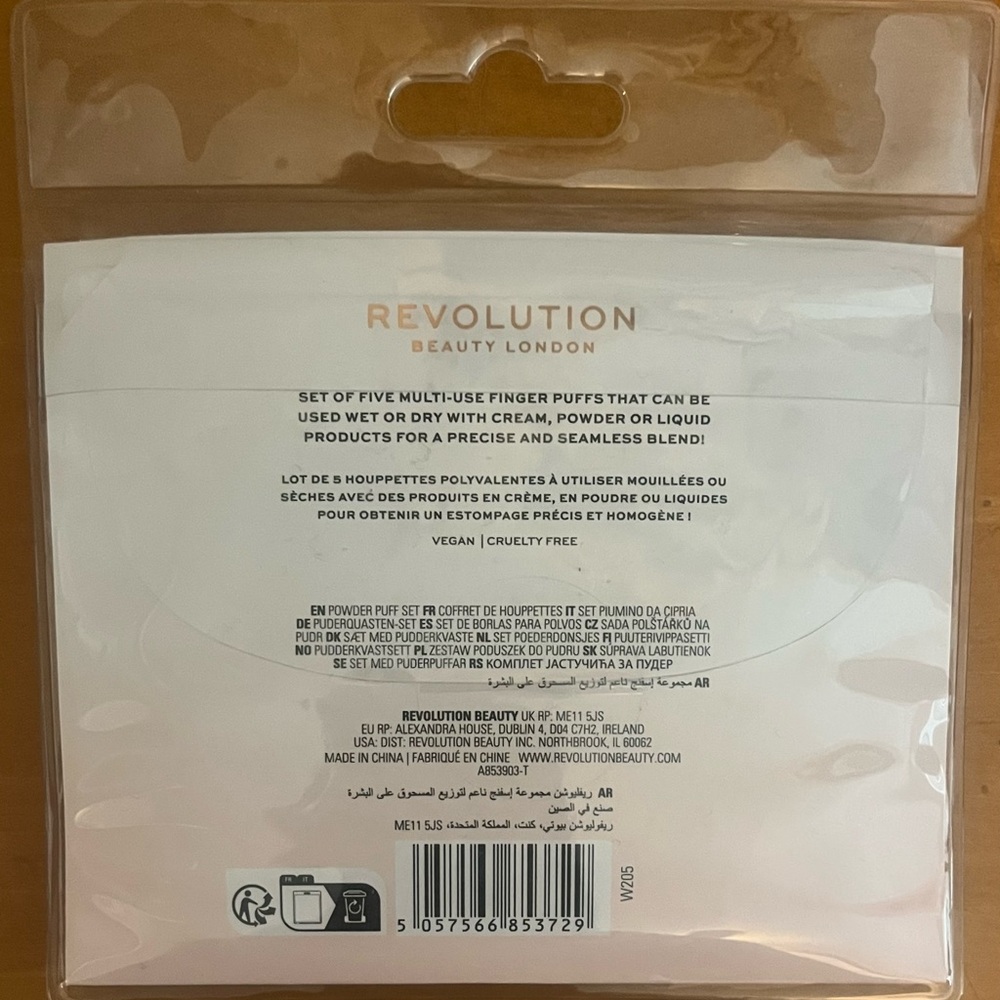 REVOLUTION
BEAUTY LONDON
SET OF FIVE MULTI-USE FINGER PUFFS THAT CAN BE
USED WET OR DRY WITH CREAM, POWDER OR LIQUID
PRODUCTS FOR A PRECISE AND SEAMLESS BLEND!
LOT DE 5 HOUPPETTES POLYVALENTES À UTILISER MOUILLÉES OU
SÈCHES AVEC DES PRODUITS EN CRÈME, EN POUDRE OU LIQUIDES
POUR OBTENIR UN ESTOMPAGE PRÉCIS ET HOMOGÈNE !
VEGAN | CRUELTY FREE
EN POWDER PUFF SET FR COFFRET DE HOUPPETTES IT SET PIUMINO DA CIPRIA
DE PUDERQUASTEN-SET ES SET DE BORLAS PARA POLVOS CZ SADA POLŠTÁŘKŮ NA
PUDR DK SÆT MED PUDDERKVASTE NL SET POEDERDONSJES FI PUUTERIVIPPASETTI
NO PUDDERKVASTSETT PL ZESTAW PODUSZEK DO PUDRU SK SÚPRAVA LABUTIENOK
SE SET MED PUDERPUFFAR RS КОМПЛЕТ ЈАСТУЧИЋА ЗА ПУДЕР
AR مجموعة إسفنج ناعم لتوزيع المسحوق على البشرة
REVOLUTION BEAUTY UK RP: ME11 5JS
EU RP: ALEXANDRA HOUSE, DUBLIN 4, D04 C7H2, IRELAND
USA: DIST: REVOLUTION BEAUTY INC. NORTHBROOK, IL 60062
MADE IN CHINA | FABRIQUÉ EN CHINE WWW.REVOLUTIONBEAUTY.COM
A853903-T
AR ريفليوشن مجموعة إسفنج ناعم لتوزيع المسحوق على البشرة
صنع في الصين
ريفوليوشن بيوتي، كنت، المملكة المتحدة، ME11 5JS
FR IT
W205
5 057566 853729